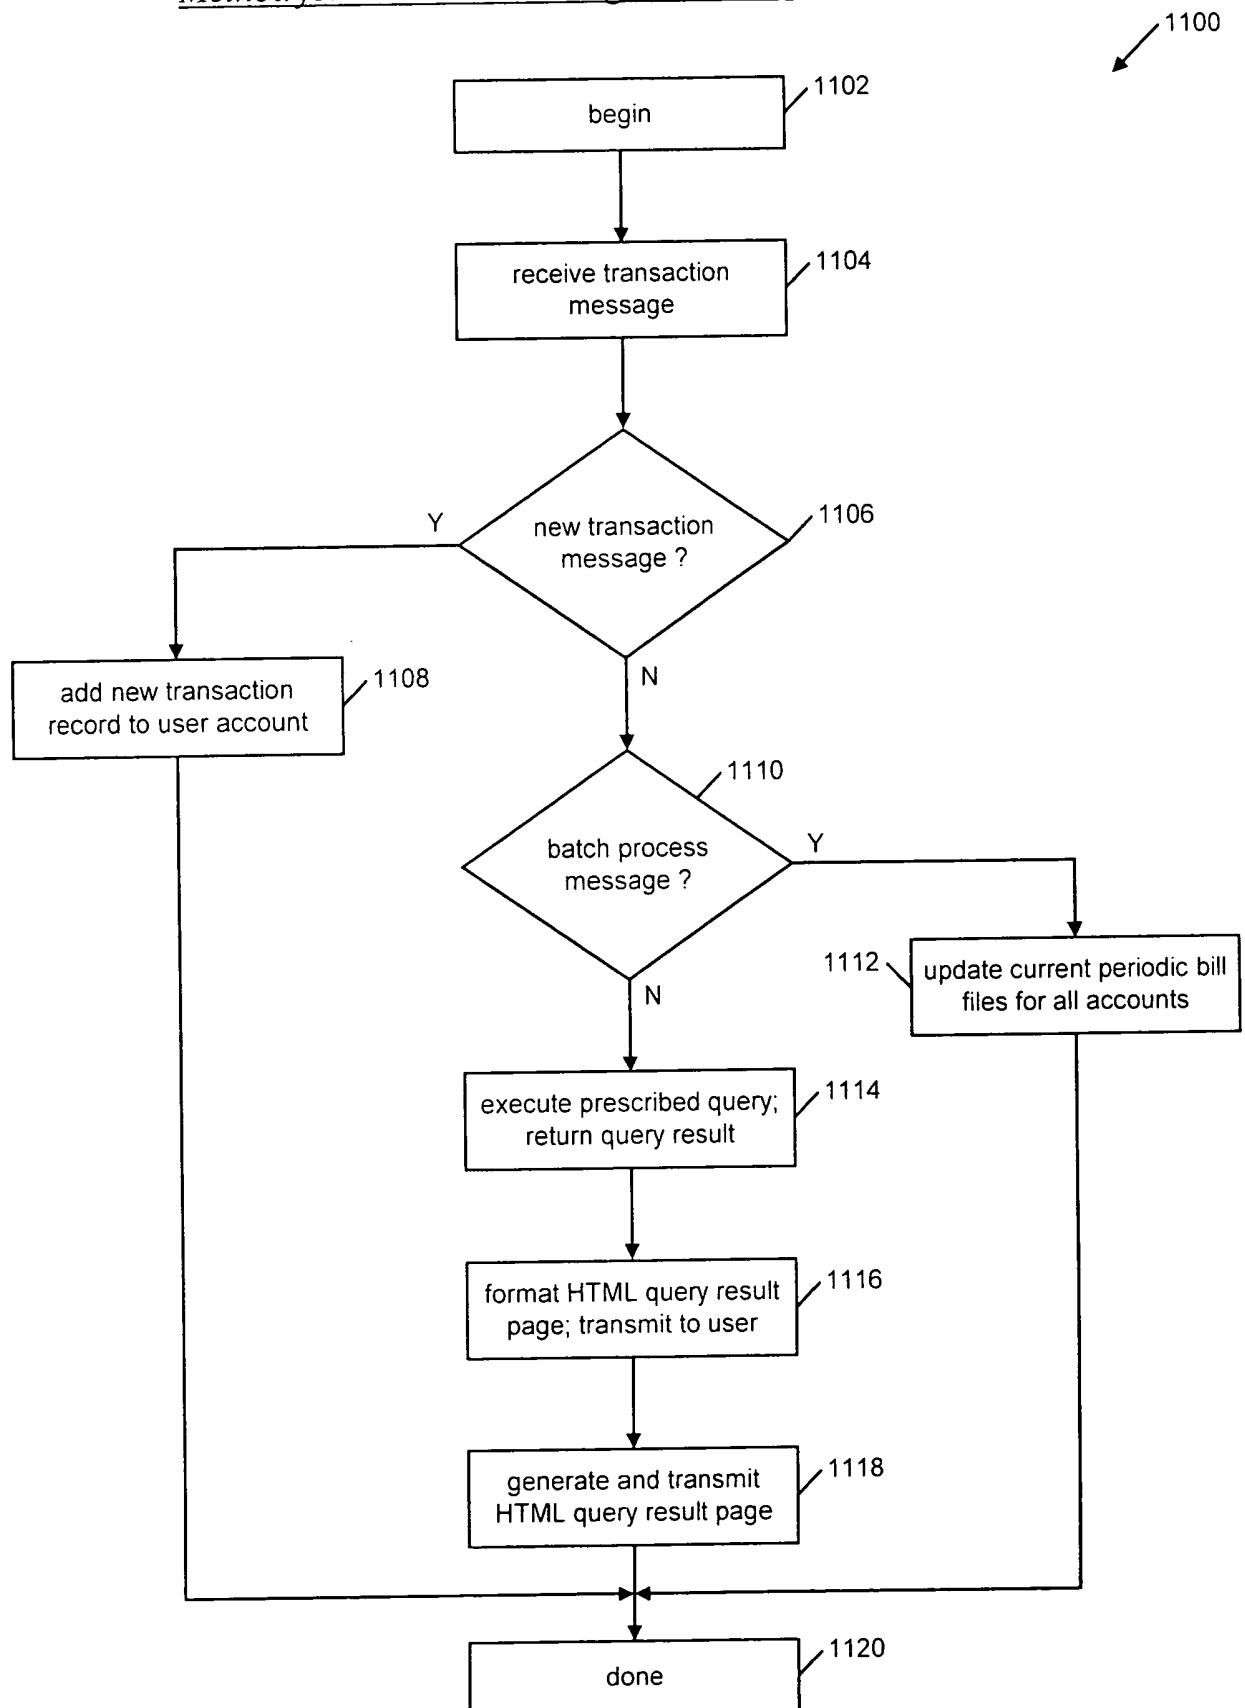 1100
begin
1102
receive transaction
message
1104
new transaction
message ?
1106
Y
N
add new transaction
record to user account
1108
batch process
message ?
1110
Y
N
1112
update current periodic bill
files for all accounts
execute prescribed query;
return query result
1114
format HTML query result
page; transmit to user
1116
generate and transmit
HTML query result page
1118
done
1120